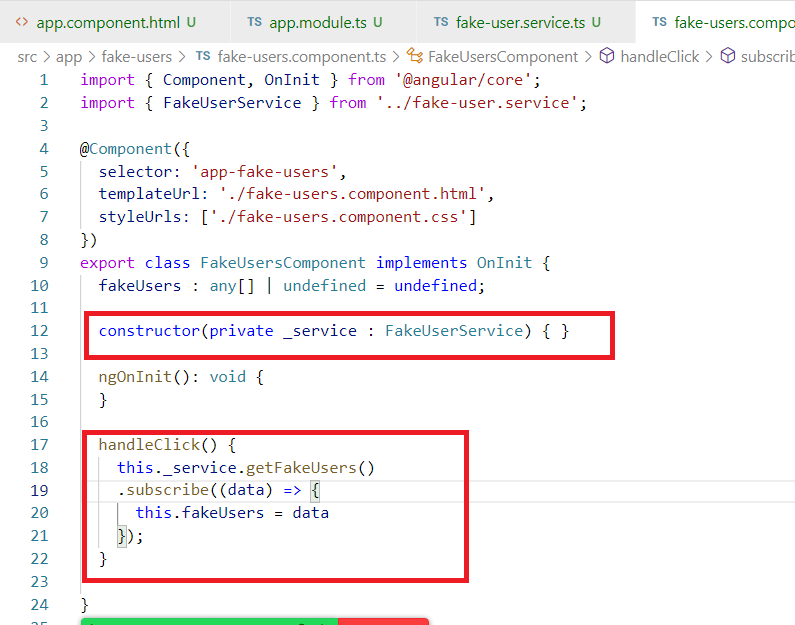 <> app.component.html U TS app.module.ts U TS fake-user.service.ts U TS fake-users.compo
src > app > fake-users > TS fake-users.component.ts > FakeUsersComponent > handleClick > subscrib
1 import { Component, OnInit } from '@angular/core';
2 import { FakeUserService } from '../fake-user.service';
3
4 @Component({
5 selector: 'app-fake-users',
6 templateUrl: './fake-users.component.html',
7 styleUrls: ['./fake-users.component.css']
8 })
9 export class FakeUsersComponent implements OnInit {
10 fakeUsers : any[] | undefined = undefined;
11
12 constructor(private _service : FakeUserService) { }
13
14 ngOnInit(): void {
15 }
16
17 handleClick() {
18 this._service.getFakeUsers()
19 .subscribe((data) => {
20 this.fakeUsers = data
21 });
22 }
23
24 }